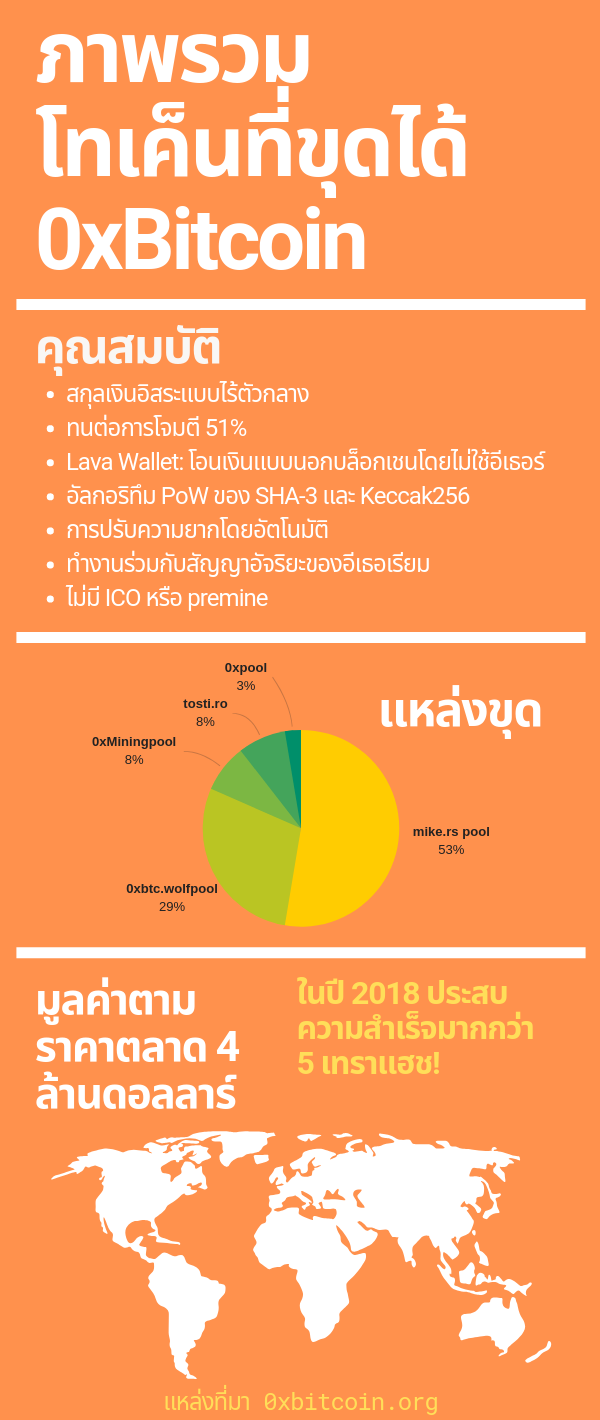 ภาพรวม
โทเค็นที่ขุดได้
0xBitcoin
คุณสมบัติ
• สกุลเงินอิสระแบบไร้ตัวกลาง
• ทนต่อการโจมตี 51%
• Lava Wallet: โอนเงินแบบนอกบล็อกเชนโดยไม่ใช้อีเธอร์
• อัลกอริทึม PoW ของ SHA-3 และ Keccak256
• การปรับความยากโดยอัตโนมัติ
• ทำงานร่วมกับสัญญาอัจริยะของอีเธอเรียม
• ไม่มี ICO หรือ premine
แหล่งขุด
0xpool
3%
tosti.ro
8%
0xMiningpool
8%
mike.rs pool
53%
0xbtc.wolfpool
29%
มูลค่าตาม
ราคาตลาด 4
ล้านดอลลาร์
ในปี 2018 ประสบ
ความสำเร็จมากกว่า
5 เทราแฮช!
แหล่งที่มา 0xbitcoin.org